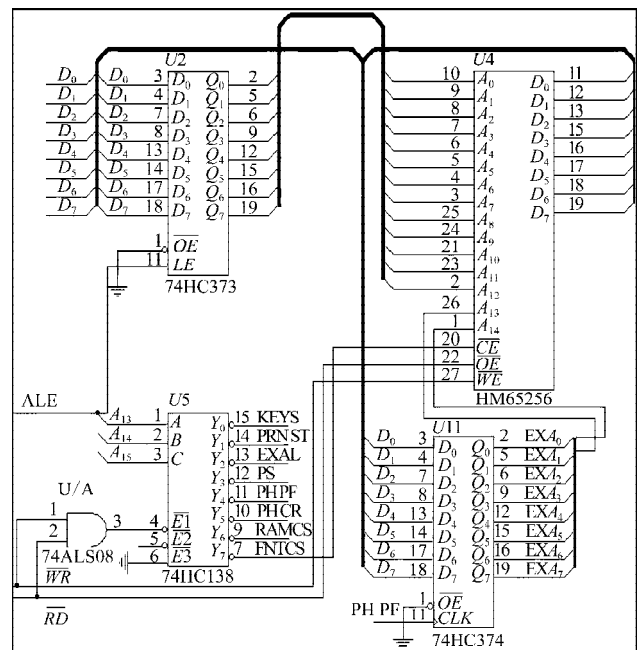 U2
D₀ D₀ 3 D₀ Q₀ 2
D₁ D₁ 4 D₁ Q₁ 5
D₂ D₂ 7 D₂ Q₂ 6
D₃ D₃ 8 D₃ Q₃ 9
D₄ D₄ 13 D₄ Q₄ 12
D₅ D₅ 14 D₅ Q₅ 15
D₆ D₆ 17 D₆ Q₆ 16
D₇ D₇ 18 D₇ Q₇ 19
1 OE
11 LE
74HC373
U4
10 A₀ D₀ 11
9 A₁ D₁ 12
8 A₂ D₂ 13
7 A₃ D₃ 15
6 A₄ D₄ 16
5 A₅ D₅ 17
4 A₆ D₆ 18
3 A₇ D₇ 19
25 A₈
24 A₉
21 A₁₀
23 A₁₁
2 A₁₂
26 A₁₃
1 A₁₄
20 CE
22 OE
27 WE
HM65256
ALE
U5
A₁₃ 1 A Y₀ 15 KEYS
A₁₄ 2 B Y₁ 14 PRNST
A₁₅ 3 C Y₂ 13 EXAL
Y₃ 12 PS
Y₄ 11 PHPF
Y₅ 10 PHCR
Y₆ 9 RAMCS
Y₇ 7 FNTCS
4 E1
5 E2
6 E3
74HC138
U/A
1
2
3
74ALS08
WR
RD
U11
D₀ 3 D₀ Q₀ 2 EXA₀
D₁ 4 D₁ Q₁ 5 EXA₁
D₂ 7 D₂ Q₂ 6 EXA₂
D₃ 8 D₃ Q₃ 9 EXA₃
D₄ 13 D₄ Q₄ 12 EXA₄
D₅ 14 D₅ Q₅ 15 EXA₅
D₆ 17 D₆ Q₆ 16 EXA₆
D₇ 18 D₇ Q₇ 19 EXA₇
1 OE
PH PF 11 CLK
74HC374